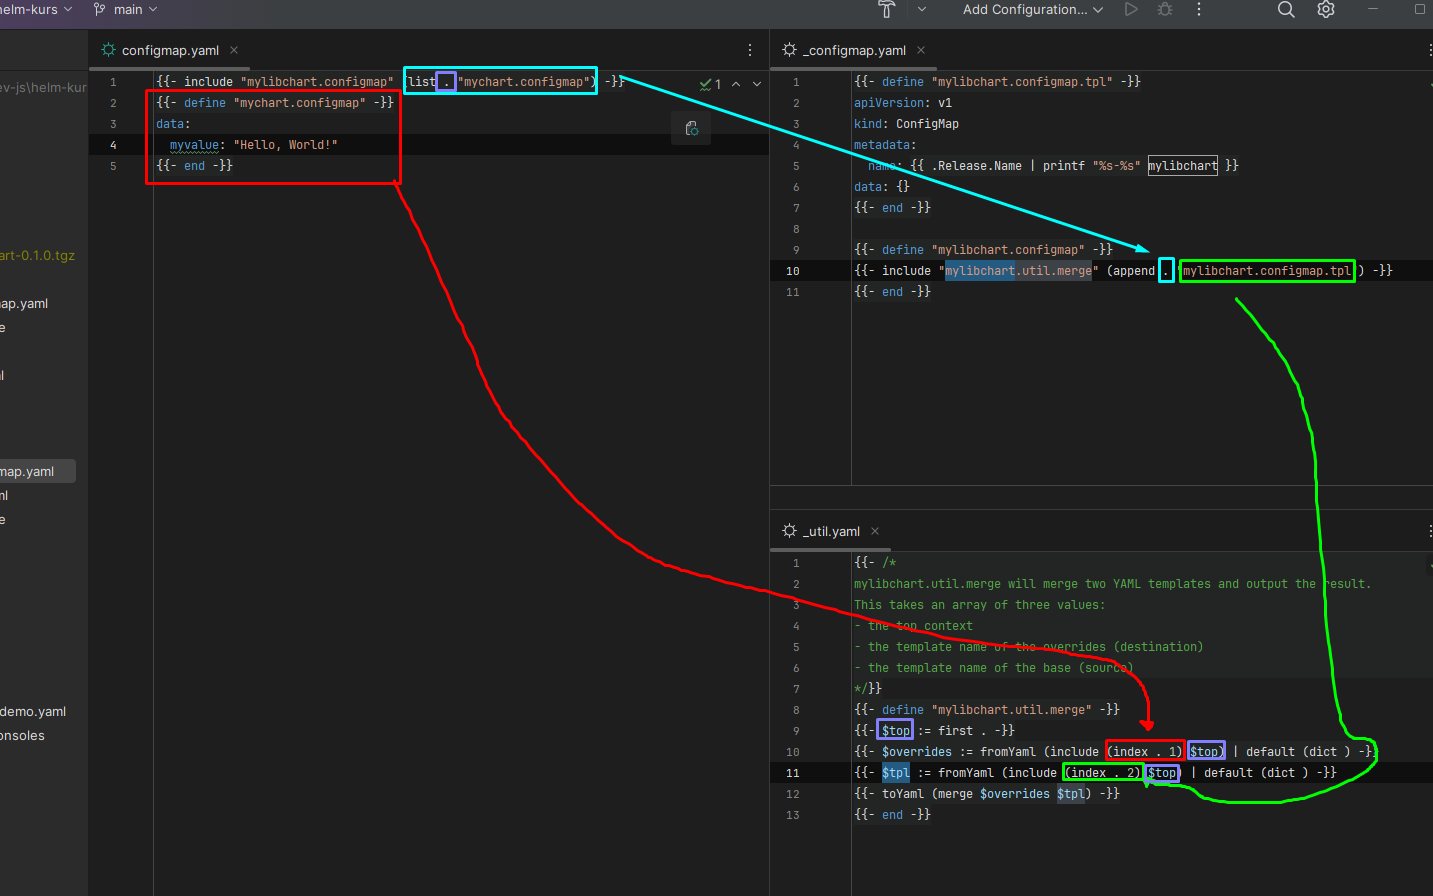 helm-kurs
main
Add Configuration...
configmap.yaml
_configmap.yaml
ev-js\helm-kur
art-0.1.0.tgz
map.yaml
e
l
map.yaml
ml
e
demo.yaml
onsoles
1 {{- include "mylibchart.configmap" (list . "mychart.configmap") -}}
2 {{- define "mychart.configmap" -}}
3 data:
4 myvalue: "Hello, World!"
5 {{- end -}}
1
1 {{- define "mylibchart.configmap.tpl" -}}
2 apiVersion: v1
3 kind: ConfigMap
4 metadata:
5 name: {{ .Release.Name | printf "%s-%s" mylibchart }}
6 data: {}
7 {{- end -}}
8
9 {{- define "mylibchart.configmap" -}}
10 {{- include "mylibchart.util.merge" (append . "mylibchart.configmap.tpl") -}}
11 {{- end -}}
_util.yaml
1 {{- /*
2 mylibchart.util.merge will merge two YAML templates and output the result.
3 This takes an array of three values:
4 - the top context
5 - the template name of the overrides (destination)
6 - the template name of the base (source)
7 */}}
8 {{- define "mylibchart.util.merge" -}}
9 {{- $top := first . -}}
10 {{- $overrides := fromYaml (include (index . 1) $top) | default (dict ) -}}
11 {{- $tpl := fromYaml (include (index . 2) $top) | default (dict ) -}}
12 {{- toYaml (merge $overrides $tpl) -}}
13 {{- end -}}